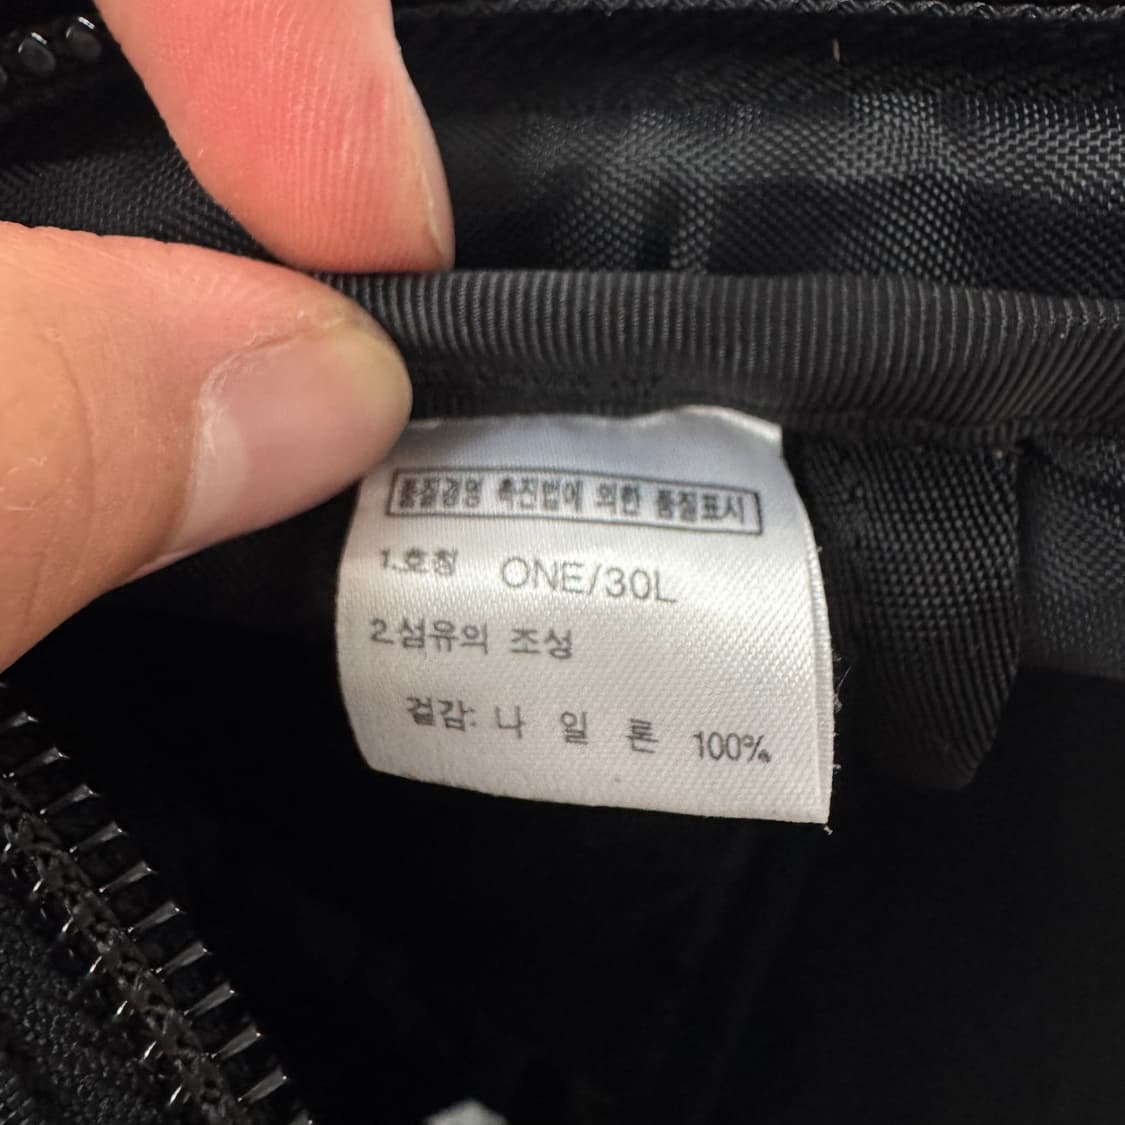 품질경영 촉진법에 의한 품질표시
1.호칭 ONE/30L
2.섬유의 조성
겉감: 나 일 론 100%